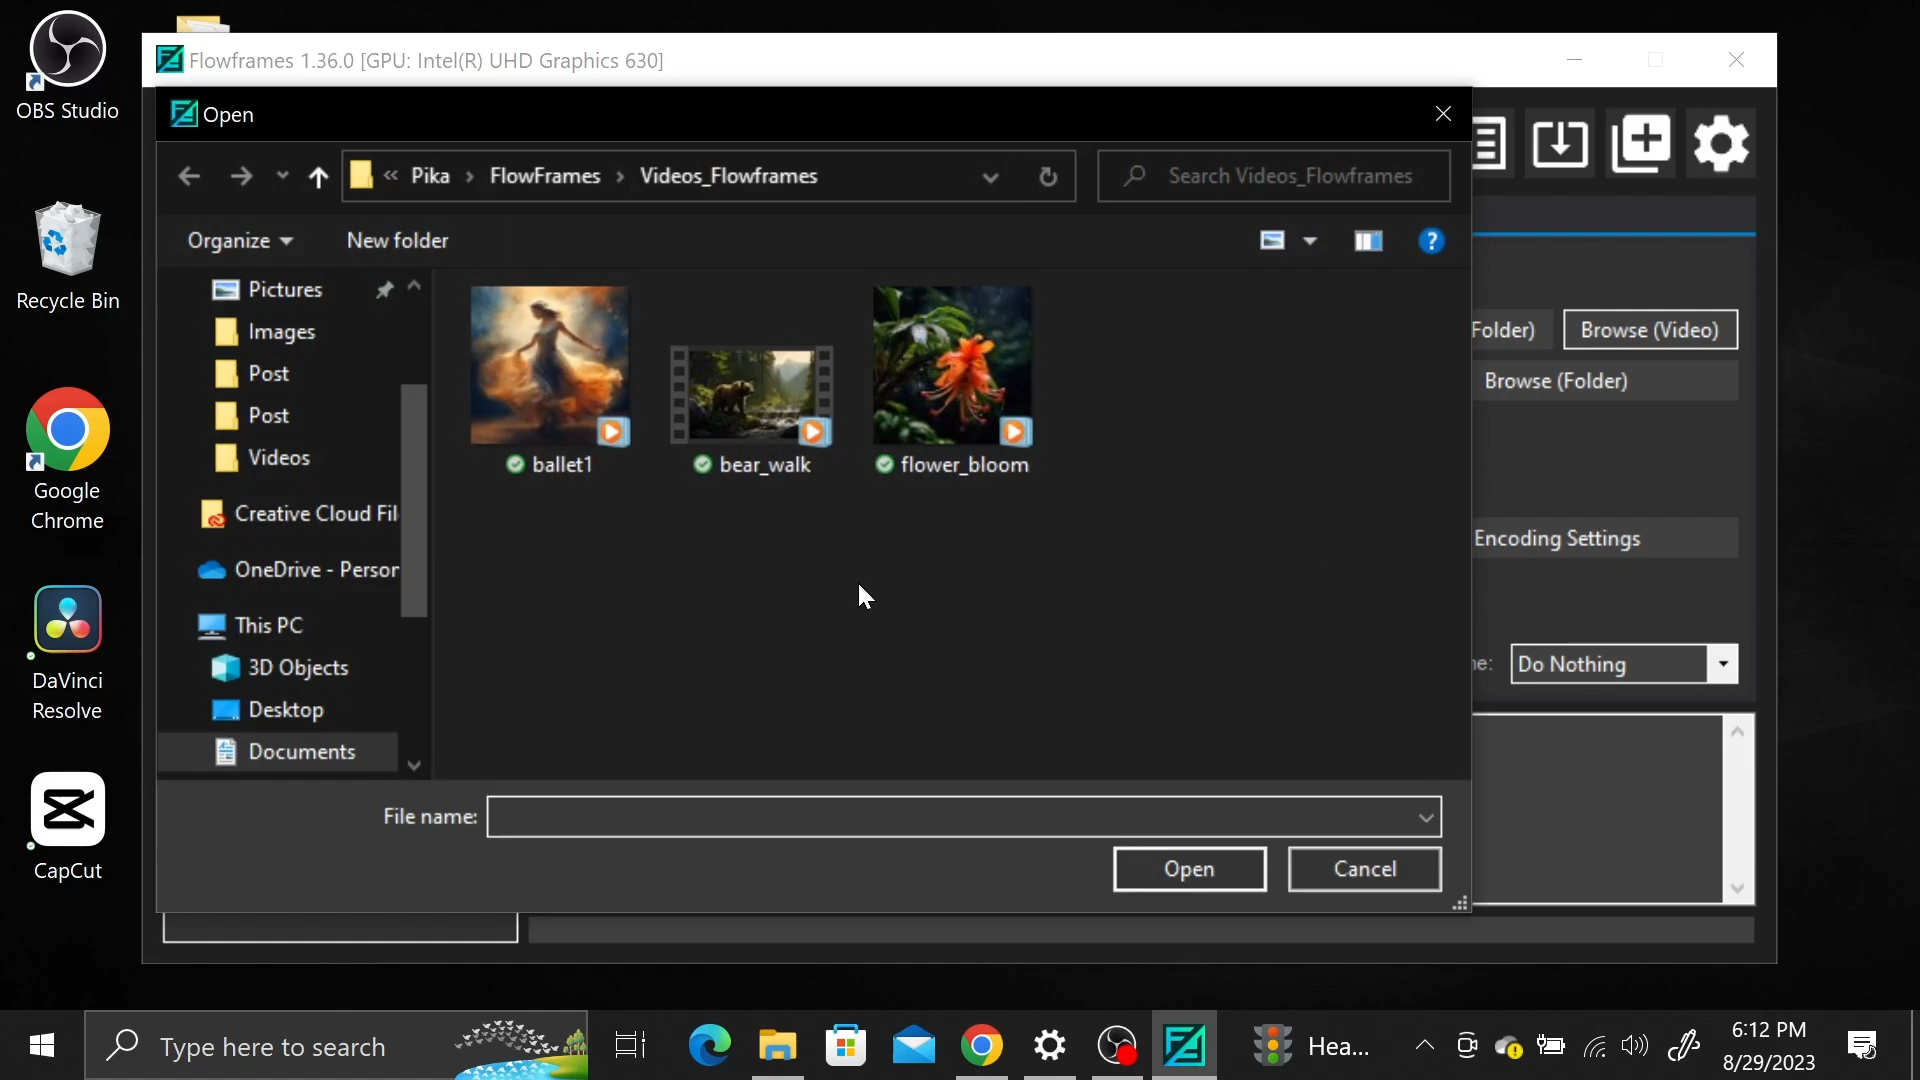 OBS Studio
Recycle Bin
Google
Chrome
DaVinci
Resolve
CapCut
Flowframes 1.36.0 [GPU: Intel(R) UHD Graphics 630]
Open
« Pika › FlowFrames › Videos_Flowframes
Search Videos_Flowframes
Organize
New folder
?
Pictures
Images
Post
Post
Videos
Creative Cloud Fil
OneDrive - Person
This PC
3D Objects
Desktop
Documents
ballet1
bear_walk
flower_bloom
File name:
Open
Cancel
Folder)
Browse (Video)
Browse (Folder)
Encoding Settings
ne:
Do Nothing
Type here to search
Hea...
6:12 PM
8/29/2023